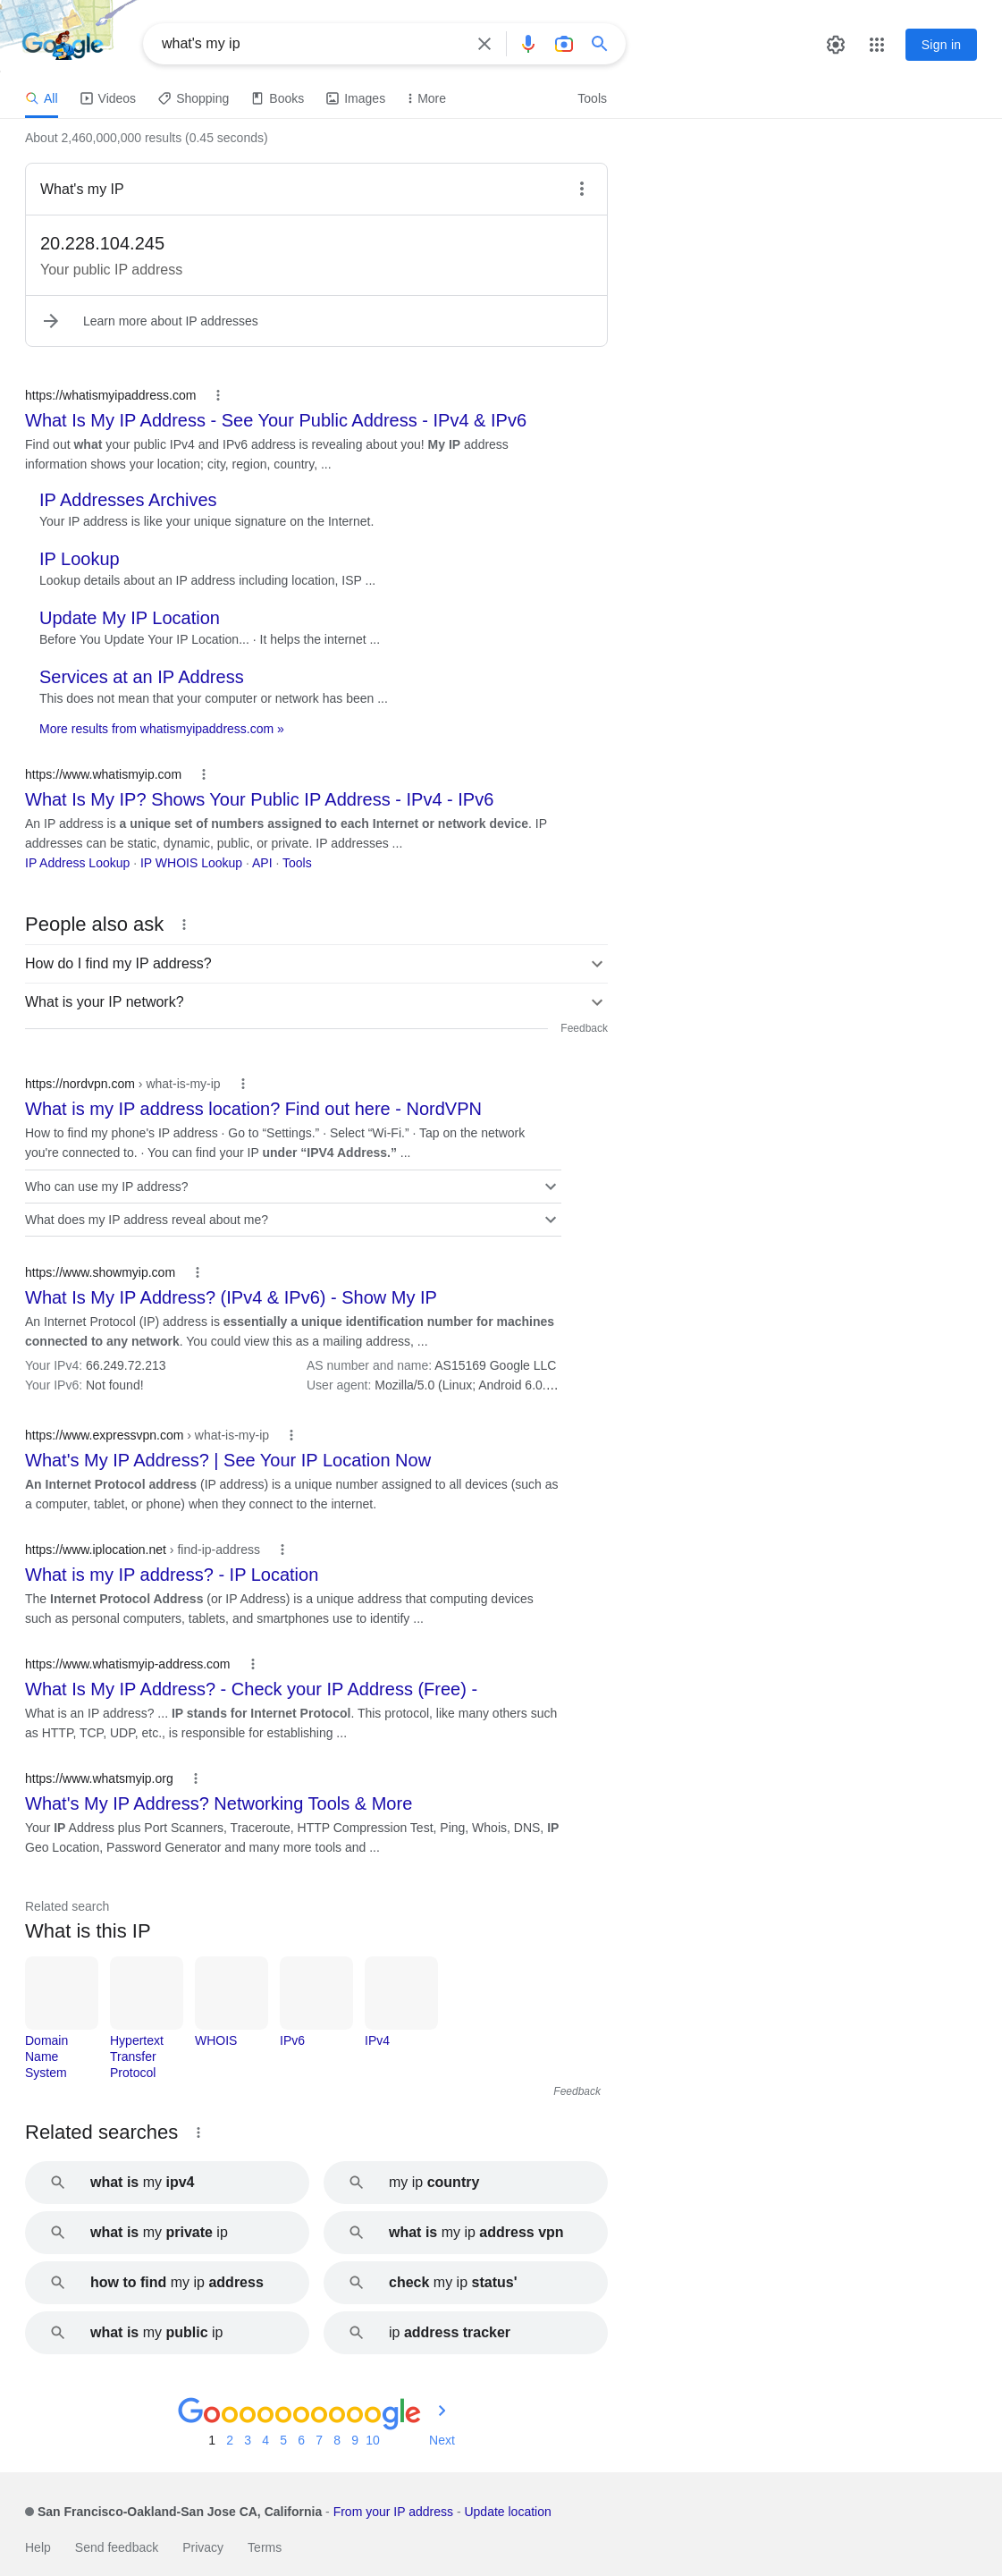 Google
what's my ip
Sign in
All
Videos
Shopping
Books
Images
More
Tools
About 2,460,000,000 results (0.45 seconds)
What's my IP
20.228.104.245
Your public IP address
Learn more about IP addresses
https://whatismyipaddress.com
What Is My IP Address - See Your Public Address - IPv4 & IPv6
Find out what your public IPv4 and IPv6 address is revealing about you! My IP address
information shows your location; city, region, country, ...
IP Addresses Archives
Your IP address is like your unique signature on the Internet.
IP Lookup
Lookup details about an IP address including location, ISP ...
Update My IP Location
Before You Update Your IP Location... · It helps the internet ...
Services at an IP Address
This does not mean that your computer or network has been ...
More results from whatismyipaddress.com »
https://www.whatismyip.com
What Is My IP? Shows Your Public IP Address - IPv4 - IPv6
An IP address is a unique set of numbers assigned to each Internet or network device. IP
addresses can be static, dynamic, public, or private. IP addresses ...
IP Address Lookup · IP WHOIS Lookup · API · Tools
People also ask
How do I find my IP address?
What is your IP network?
Feedback
https://nordvpn.com › what-is-my-ip
What is my IP address location? Find out here - NordVPN
How to find my phone's IP address · Go to “Settings.” · Select “Wi-Fi.” · Tap on the network
you're connected to. · You can find your IP under “IPV4 Address.” ...
Who can use my IP address?
What does my IP address reveal about me?
https://www.showmyip.com
What Is My IP Address? (IPv4 & IPv6) - Show My IP
An Internet Protocol (IP) address is essentially a unique identification number for machines
connected to any network. You could view this as a mailing address, ...
Your IPv4: 66.249.72.213
AS number and name: AS15169 Google LLC
Your IPv6: Not found!
User agent: Mozilla/5.0 (Linux; Android 6.0....
https://www.expressvpn.com › what-is-my-ip
What's My IP Address? | See Your IP Location Now
An Internet Protocol address (IP address) is a unique number assigned to all devices (such as
a computer, tablet, or phone) when they connect to the internet.
https://www.iplocation.net › find-ip-address
What is my IP address? - IP Location
The Internet Protocol Address (or IP Address) is a unique address that computing devices
such as personal computers, tablets, and smartphones use to identify ...
https://www.whatismyip-address.com
What Is My IP Address? - Check your IP Address (Free) -
What is an IP address? ... IP stands for Internet Protocol. This protocol, like many others such
as HTTP, TCP, UDP, etc., is responsible for establishing ...
https://www.whatsmyip.org
What's My IP Address? Networking Tools & More
Your IP Address plus Port Scanners, Traceroute, HTTP Compression Test, Ping, Whois, DNS, IP
Geo Location, Password Generator and many more tools and ...
Related search
What is this IP
Domain
Name
System
Hypertext
Transfer
Protocol
WHOIS
IPv6
IPv4
Feedback
Related searches
what is my ipv4
my ip country
what is my private ip
what is my ip address vpn
how to find my ip address
check my ip status'
what is my public ip
ip address tracker
Goooooooooogle
1 2 3 4 5 6 7 8 9 10 Next
San Francisco-Oakland-San Jose CA, California - From your IP address - Update location
Help Send feedback Privacy Terms